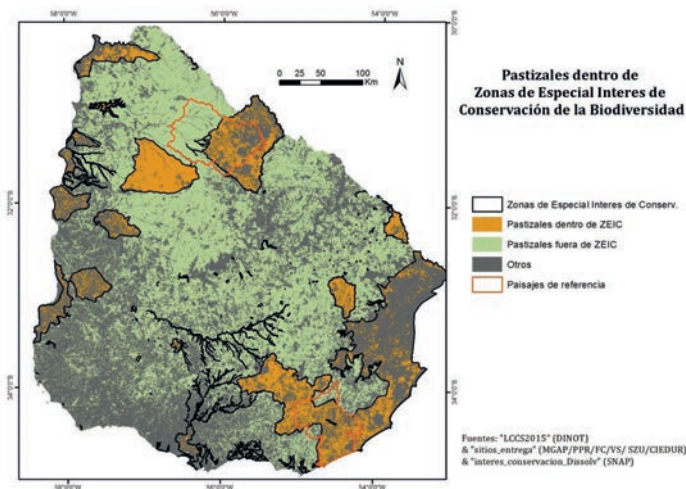 58°0'0"W
56°0'0"W
54°0'0"W
30°0'0"S
N
0 25 50 100
Km
Pastizales dentro de
Zonas de Especial Interes de
Conservación de la Biodiversidad
Zonas de Especial Interes de Conserv.
Pastizales dentro de ZEIC
Pastizales fuera de ZEIC
Otros
Paisajes de referencia
32°0'0"S
32°0'0"S
34°0'0"S
34°0'0"S
Fuentes: "LCCS2015" (DINOT)
& "sitios_entrega" (MGAP/PPR/FC/VS/ SZU/CIEDUR)
& "interes_conservacion_Dissolv" (SNAP)
58°0'0"W
56°0'0"W
54°0'0"W